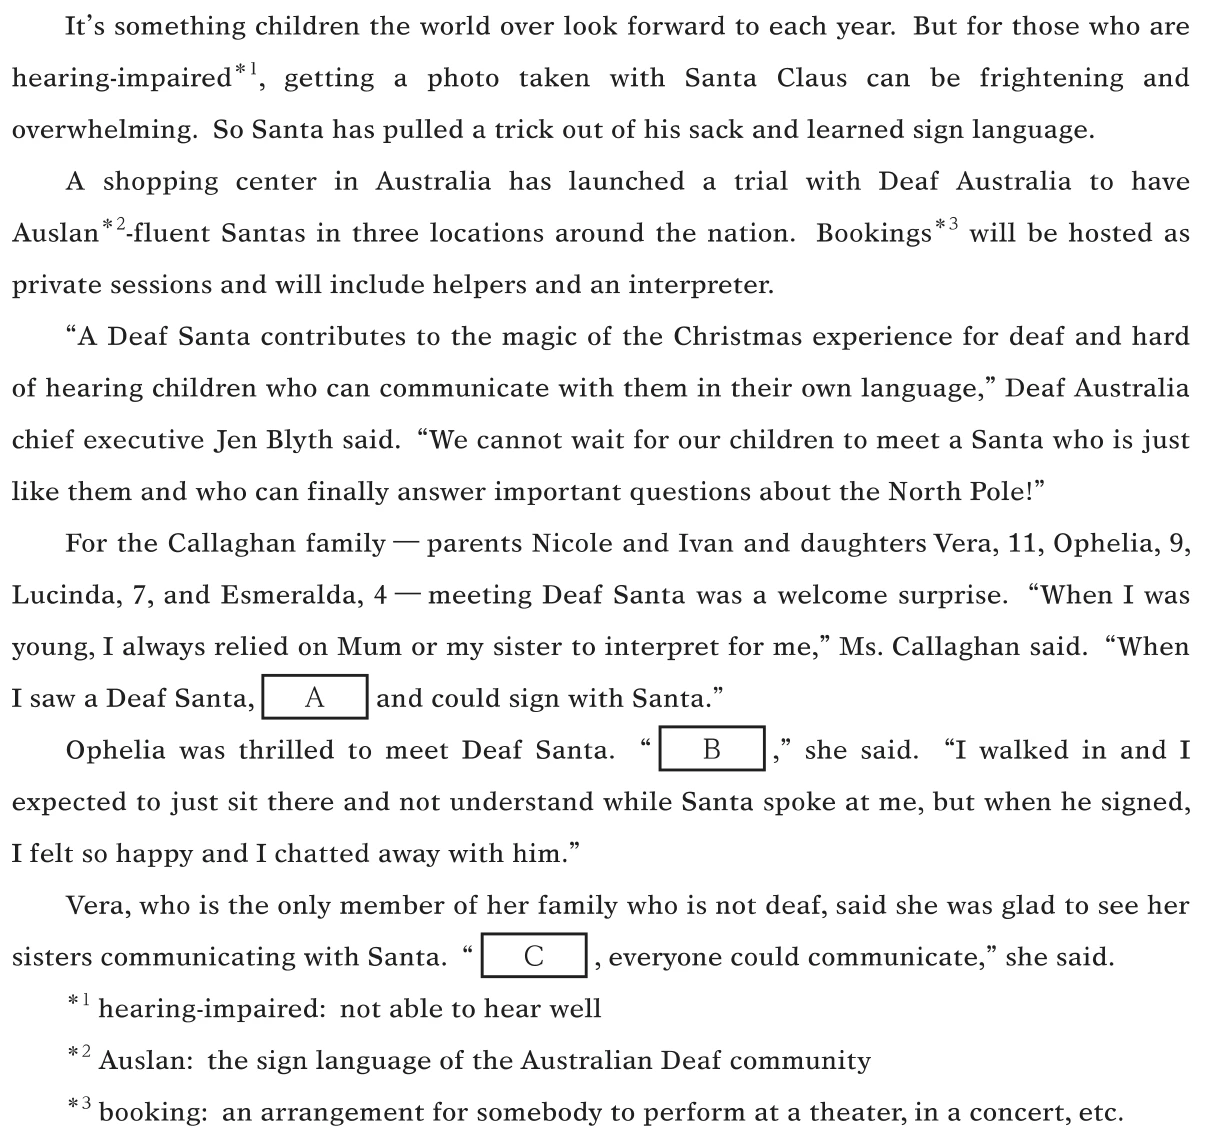 It’s something children the world over look forward to each year. But for those who are
hearing-impaired*1, getting a photo taken with Santa Claus can be frightening and
overwhelming. So Santa has pulled a trick out of his sack and learned sign language.
A shopping center in Australia has launched a trial with Deaf Australia to have
Auslan*2-fluent Santas in three locations around the nation. Bookings*3 will be hosted as
private sessions and will include helpers and an interpreter.
“A Deaf Santa contributes to the magic of the Christmas experience for deaf and hard
of hearing children who can communicate with them in their own language,” Deaf Australia
chief executive Jen Blyth said. “We cannot wait for our children to meet a Santa who is just
like them and who can finally answer important questions about the North Pole!”
For the Callaghan family — parents Nicole and Ivan and daughters Vera, 11, Ophelia, 9,
Lucinda, 7, and Esmeralda, 4 — meeting Deaf Santa was a welcome surprise. “When I was
young, I always relied on Mum or my sister to interpret for me,” Ms. Callaghan said. “When
I saw a Deaf Santa, A and could sign with Santa.”
Ophelia was thrilled to meet Deaf Santa. “ B ,” she said. “I walked in and I
expected to just sit there and not understand while Santa spoke at me, but when he signed,
I felt so happy and I chatted away with him.”
Vera, who is the only member of her family who is not deaf, said she was glad to see her
sisters communicating with Santa. “ C , everyone could communicate,” she said.
*1 hearing-impaired: not able to hear well
*2 Auslan: the sign language of the Australian Deaf community
*3 booking: an arrangement for somebody to perform at a theater, in a concert, etc.